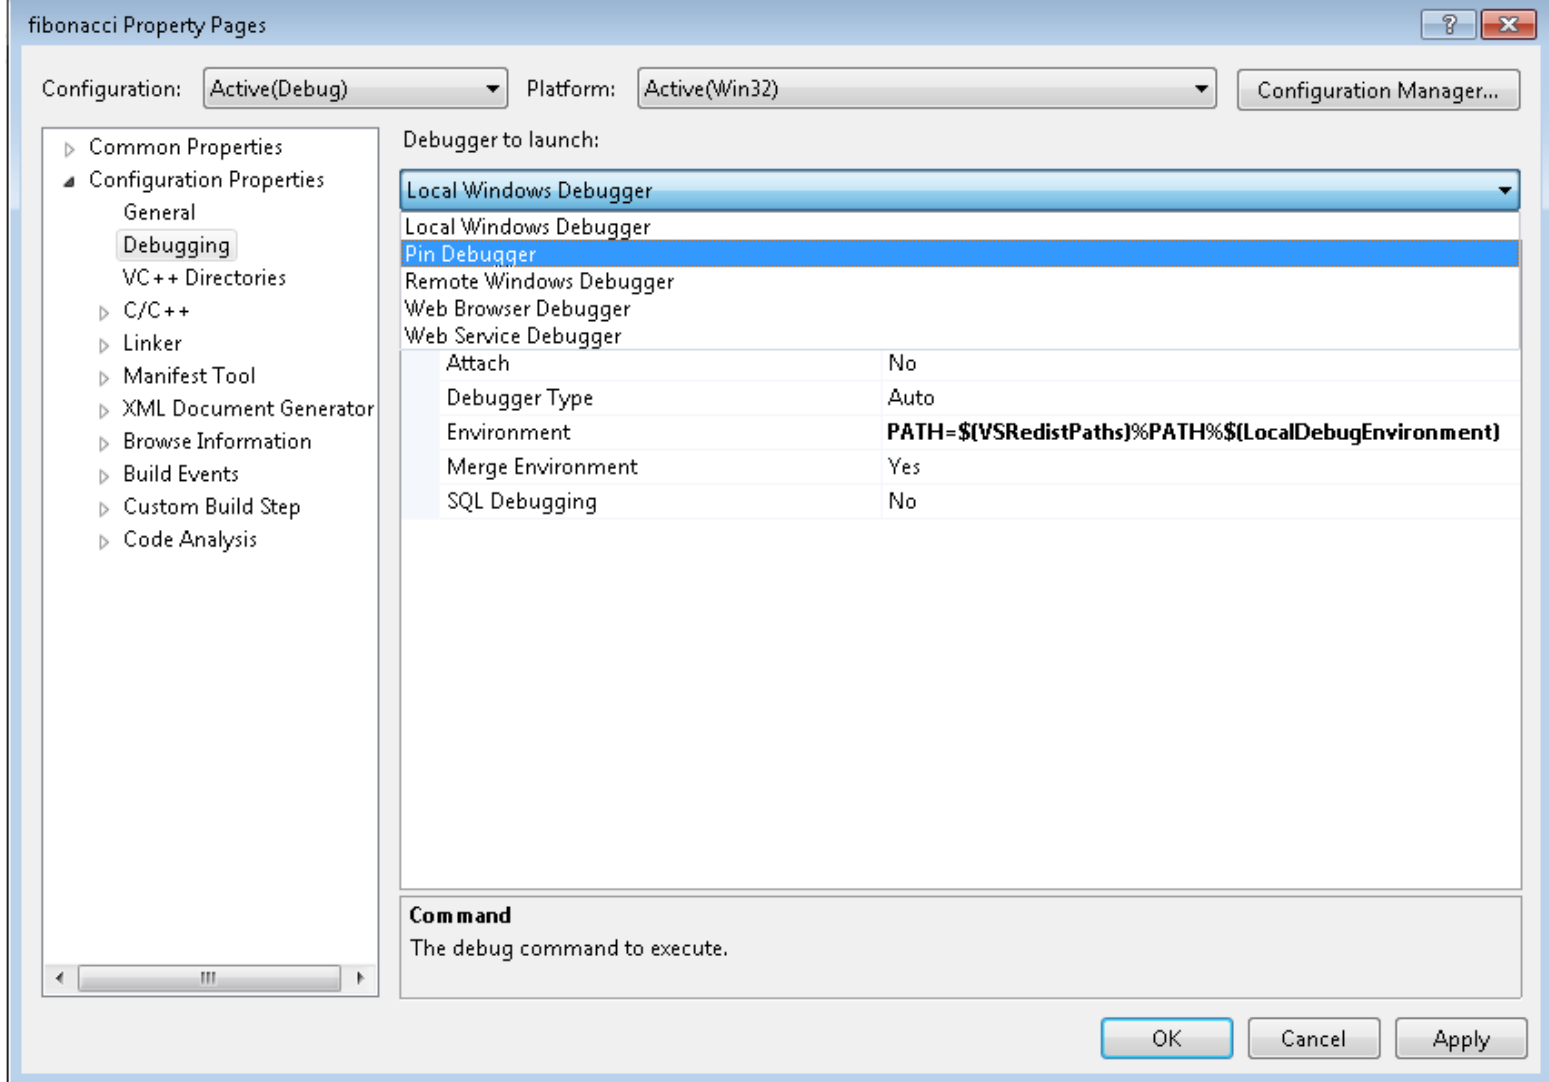 fibonacci Property Pages
Configuration: Active(Debug) Platform: Active(Win32) Configuration Manager...
Common Properties
Configuration Properties
General
Debugging
VC++ Directories
C/C++
Linker
Manifest Tool
XML Document Generator
Browse Information
Build Events
Custom Build Step
Code Analysis
Debugger to launch:
Local Windows Debugger
Local Windows Debugger
Pin Debugger
Remote Windows Debugger
Web Browser Debugger
Web Service Debugger
Attach No
Debugger Type Auto
Environment PATH=$(VSRedistPaths)%PATH%$(LocalDebugEnvironment)
Merge Environment Yes
SQL Debugging No
Command
The debug command to execute.
OK Cancel Apply